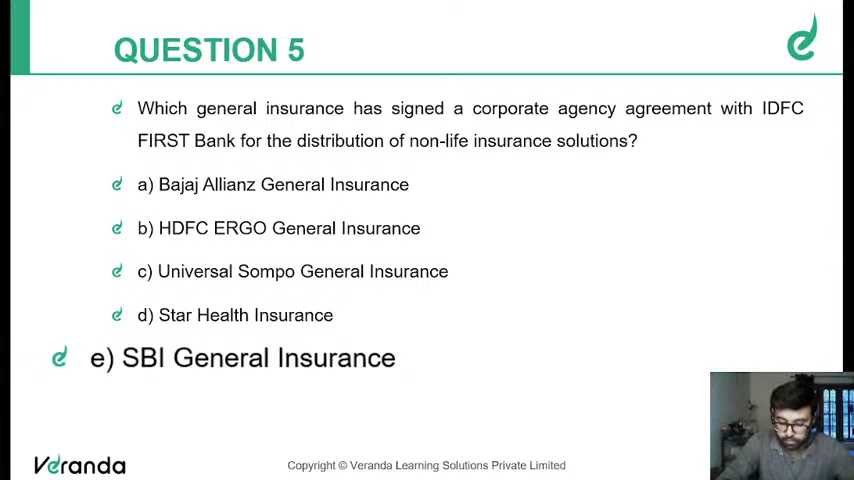 QUESTION 5
Which general insurance has signed a corporate agency agreement with IDFC
FIRST Bank for the distribution of non-life insurance solutions?
a) Bajaj Allianz General Insurance
b) HDFC ERGO General Insurance
c) Universal Sompo General Insurance
d) Star Health Insurance
e) SBI General Insurance
Veranda
Copyright © Veranda Learning Solutions Private Limited